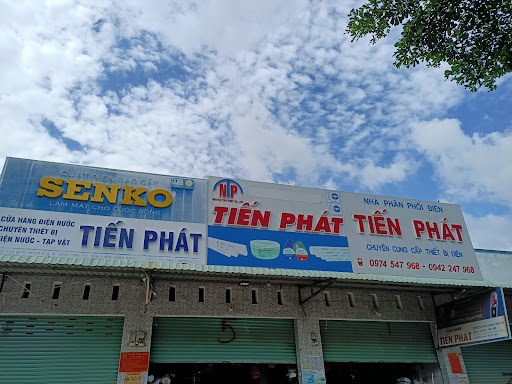 SENKO
LÀM MÁT CHO CUỘC SỐNG
CỬA HÀNG ĐIỆN NƯỚC
CHUYÊN THIẾT BỊ
ĐIỆN NƯỚC - TẠP VẬT
TIẾN PHÁT
NTP
TIẾN PHÁT
NHÀ PHÂN PHỐI ĐIỆN
TIẾN PHÁT
CHUYÊN CUNG CẤP THIẾT BỊ ĐIỆN
0974 547 968 - 0942 247 968
5
TIẾN PHÁT